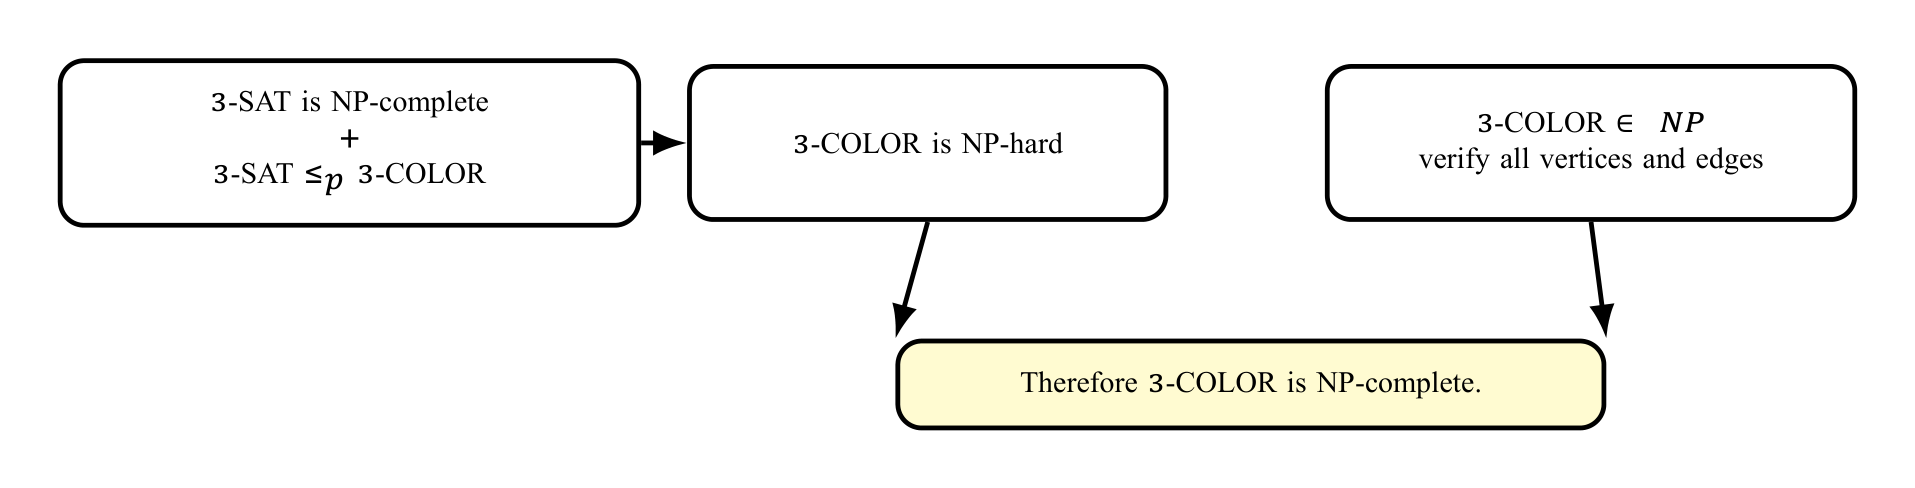 3-SAT is NP-complete
+
3-SAT ≤ₚ 3-COLOR
3-COLOR is NP-hard
3-COLOR ∈ NP
verify all vertices and edges
Therefore 3-COLOR is NP-complete.